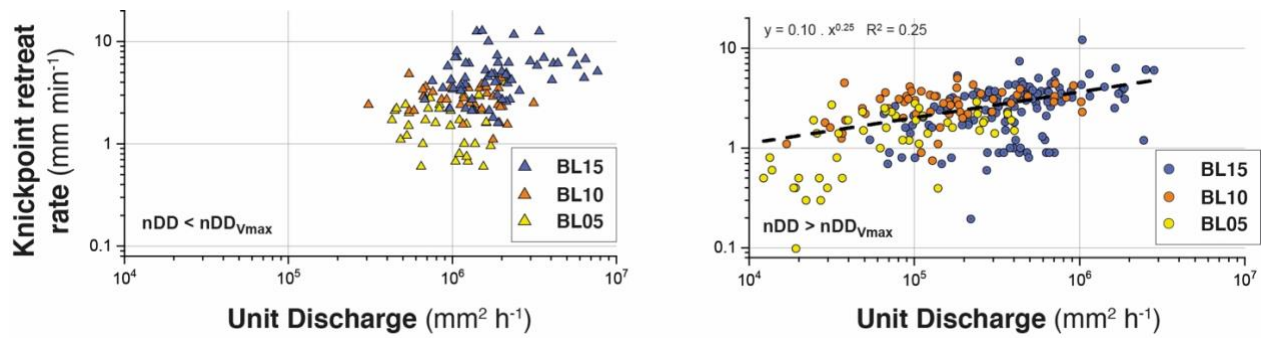 Knickpoint retreat
rate (mm min⁻¹)
10
1
0.1
nDD < nDDVmax
BL15
BL10
BL05
10⁴
10⁵
10⁶
10⁷
Unit Discharge (mm² h⁻¹)
y = 0.10 . x⁰·²⁵ R² = 0.25
10
1
0.1
nDD > nDDVmax
BL15
BL10
BL05
10⁴
10⁵
10⁶
10⁷
Unit Discharge (mm² h⁻¹)